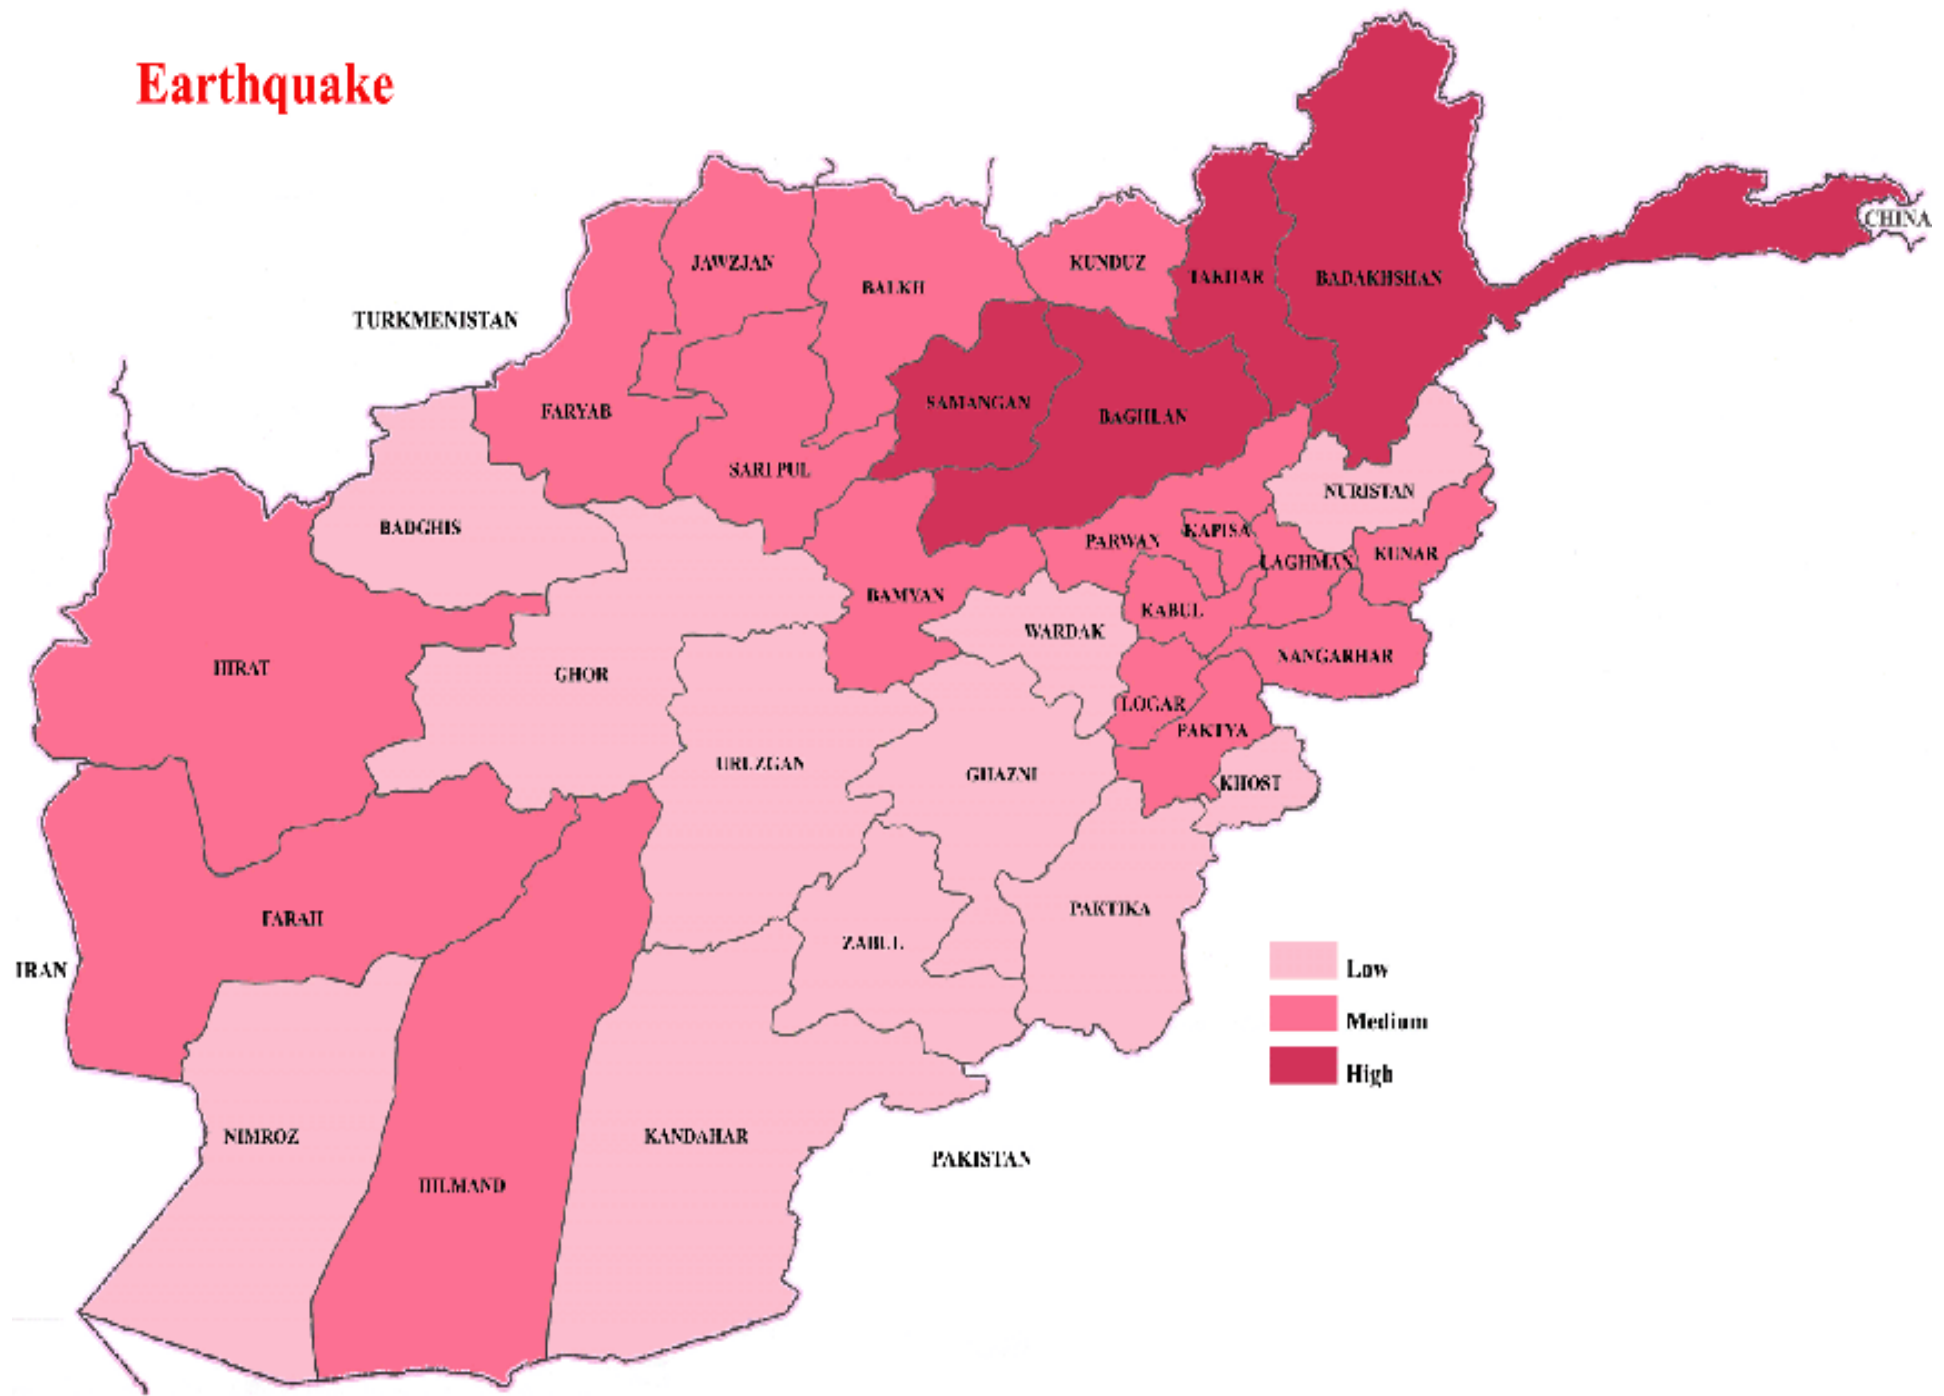 Earthquake
CHINA
JAWZJAN
BALKH
KUNDUZ
TAKHAR
BADAKHSHAN
TURKMENISTAN
FARYAB
SAMANGAN
BAGHLAN
SARI PUL
NURISTAN
BADGHIS
PARWAN
KAPISA
LAGHMAN
KUNAR
BAMYAN
KABUL
WARDAK
HIRAT
GHOR
NANGARHAR
LOGAR
PAKTYA
URUZGAN
GHAZNI
KHOST
FARAH
ZABUL
PAKTIKA
IRAN
Low
Medium
High
NIMROZ
KANDAHAR
PAKISTAN
HILMAND